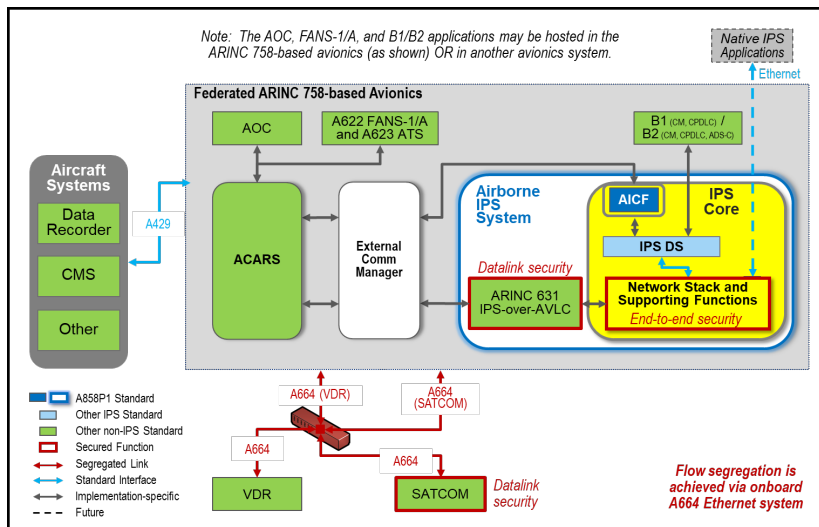 Note: The AOC, FANS-1/A, and B1/B2 applications may be hosted in the
ARINC 758-based avionics (as shown) OR in another avionics system.
Native IPS
Applications
Ethernet
Federated ARINC 758-based Avionics
AOC
A622 FANS-1/A
and A623 ATS
B1 (CM, CPDLC) /
B2 (CM, CPDLC, ADS-C)
Aircraft
Systems
Data
Recorder
CMS
Other
A429
ACARS
External
Comm
Manager
Airborne
IPS
System
AICF
IPS
Core
IPS DS
Datalink security
ARINC 631
IPS-over-AVLC
Network Stack and
Supporting Functions
End-to-end security
A664 (VDR)
A664
(SATCOM)
A664
A664
VDR
SATCOM
Datalink
security
A858P1 Standard
Other IPS Standard
Other non-IPS Standard
Secured Function
Segregated Link
Standard Interface
Implementation-specific
Future
Flow segregation is
achieved via onboard
A664 Ethernet system